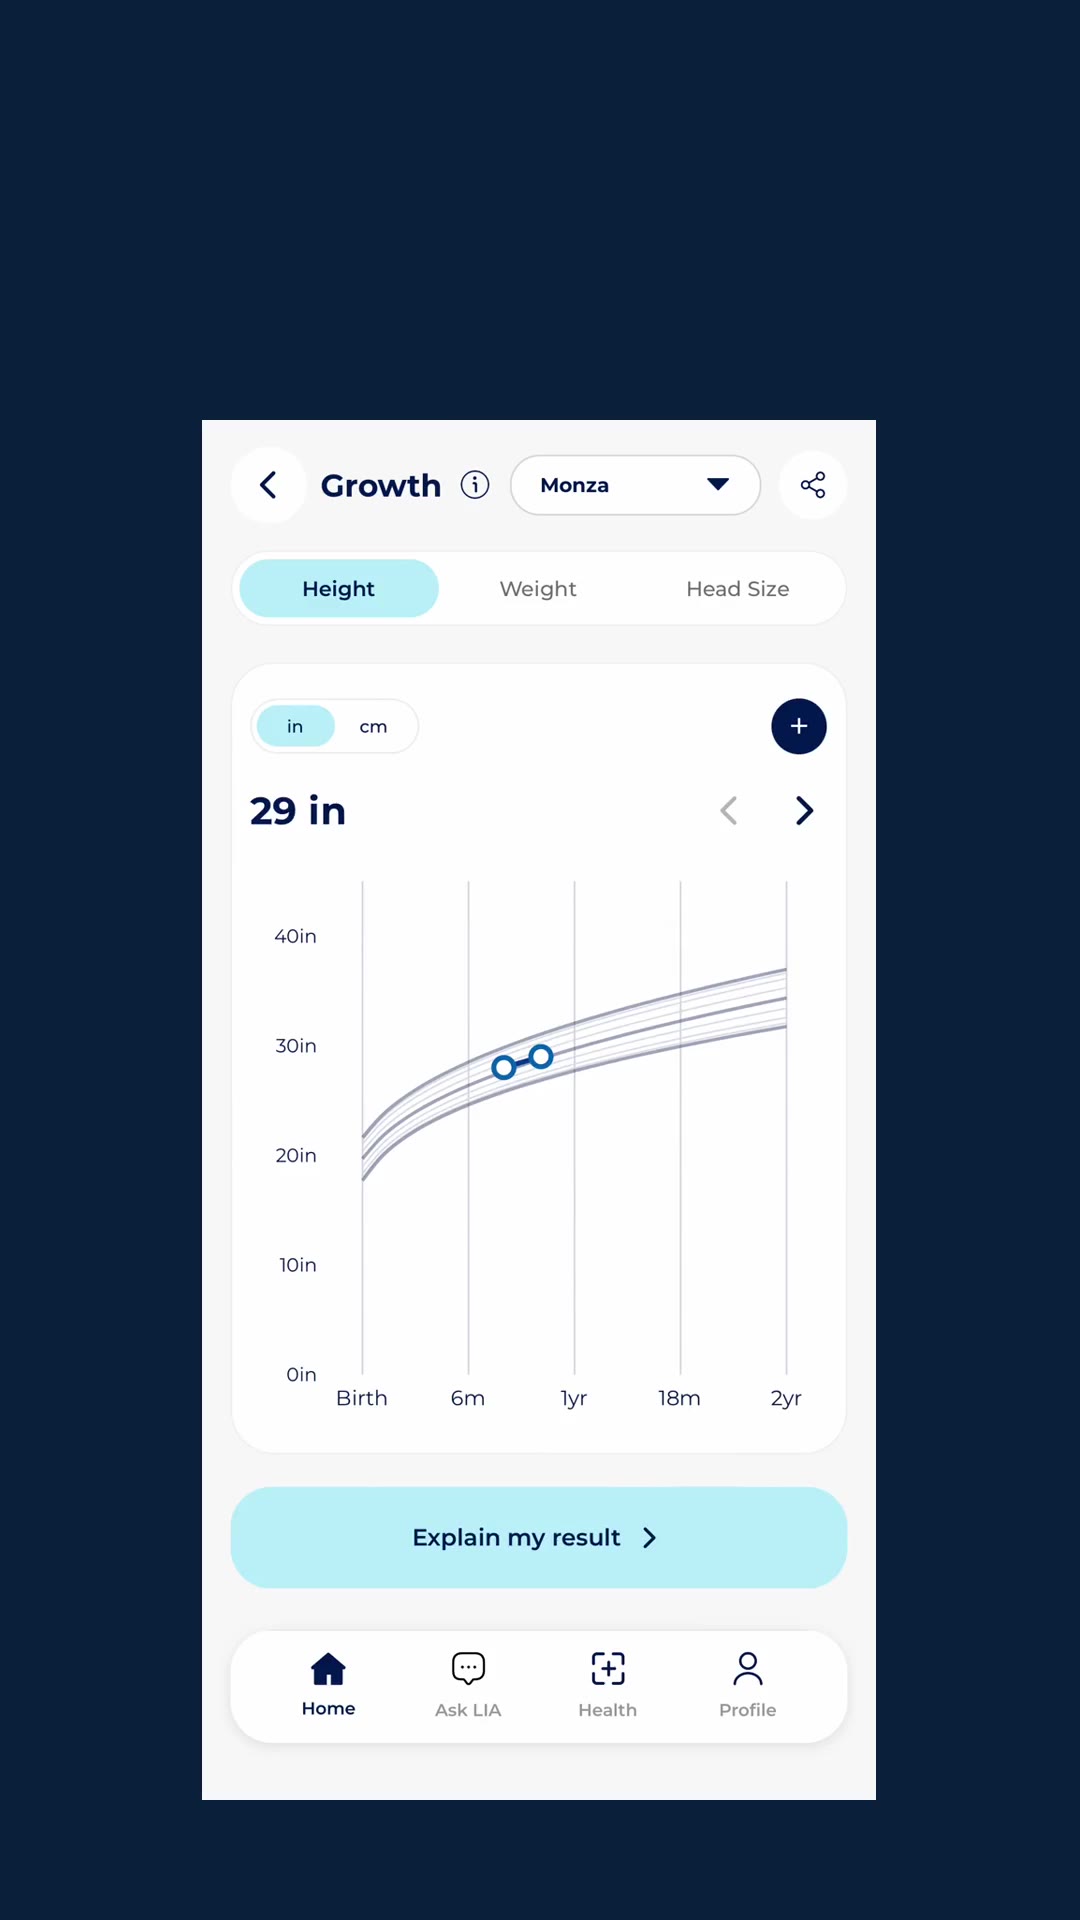 Growth
Monza
Height Weight Head Size
in cm
29 in
40in
30in
20in
10in
0in
Birth 6m 1yr 18m 2yr
Explain my result
Home Ask LIA Health Profile